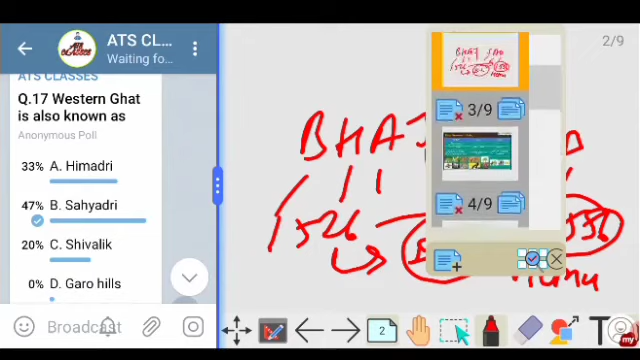 ATS CL...
Waiting fo...
2/9
ATS CLASSES
Q.17 Western Ghat
is also known as
Anonymous Poll
33% A. Himadri
47% B. Sahyadri
20% C. Shivalik
0% D. Garo hills
Broadcast
3/9
4/9
BHA
1526
2
T
my